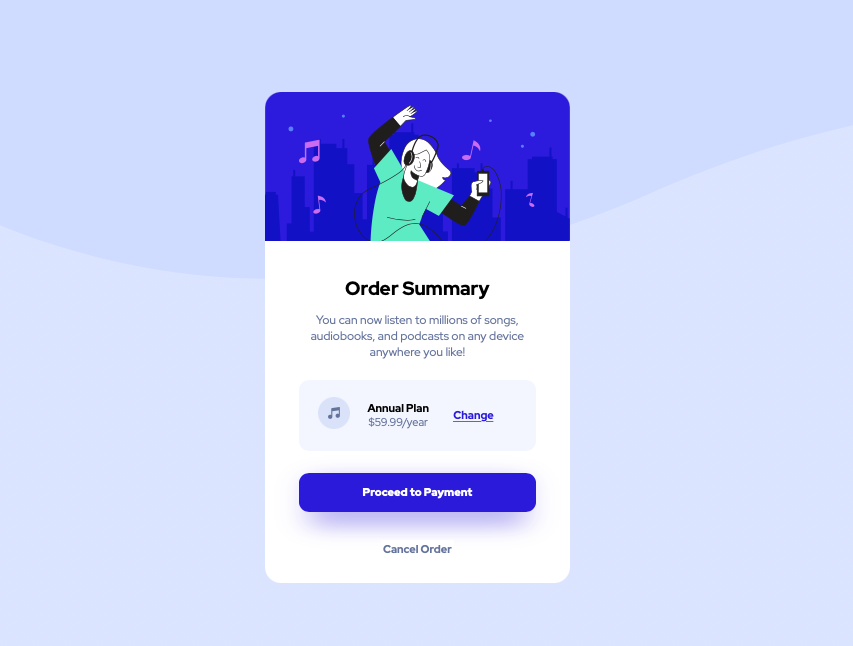 Order Summary
You can now listen to millions of songs,
audiobooks, and podcasts on any device
anywhere you like!
Annual Plan
$59.99/year
Change
Proceed to Payment
Cancel Order